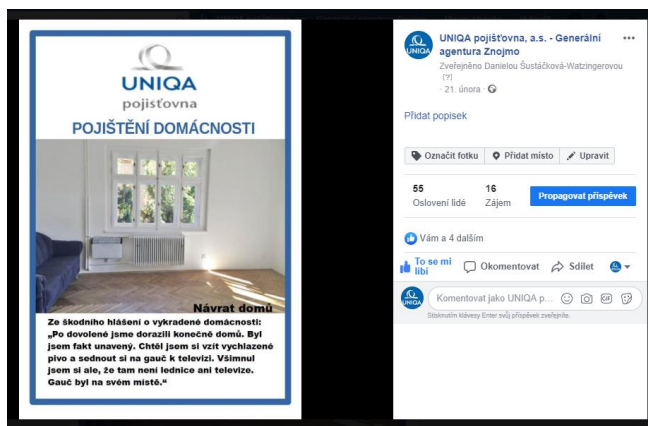 UNIQA
pojišťovna
POJIŠTĚNÍ DOMÁCNOSTI
Návrat domů
Ze škodního hlášení o vykradené domácnosti:
„Po dovolené jsme dorazili konečně domů. Byl
jsem fakt unavený. Chtěl jsem si vzít vychlazené
pivo a sednout si na gauč k televizi. Všimnul
jsem si ale, že tam není lednice ani televize.
Gauč byl na svém místě.“
UNIQA
UNIQA pojišťovna, a.s. - Generální
agentura Znojmo
Zveřejněno Danielou Šustáčková-Watzingerovou
[?]
· 21. února ·
Přidat popisek
Označit fotku
Přidat místo
Upravit
55
Oslovení lidé
16
Zájem
Propagovat příspěvek
Vám a 4 dalším
To se mi
líbí
Okomentovat
Sdílet
UNIQA
Komentovat jako UNIQA p...
GIF
Stisknutím klávesy Enter svůj příspěvek zveřejníte.